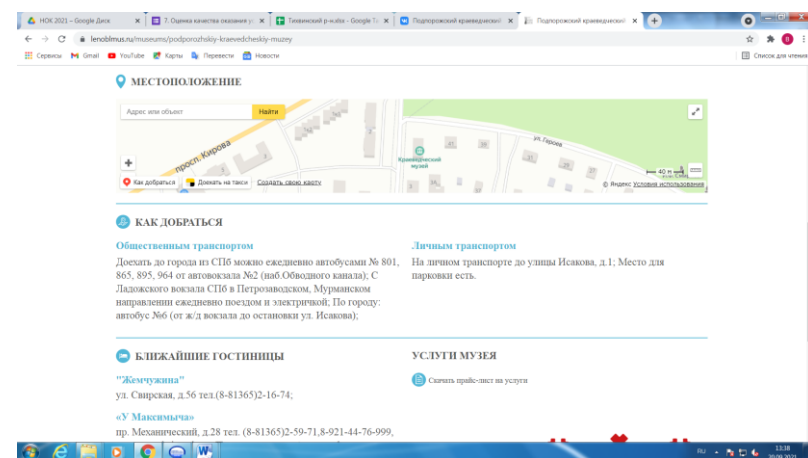 НОК 2021 – Google Диск
7. Оценка качества оказания ус
Тихвинский р-н.xlsx - Google Та
Подпорожский краеведческий
Подпорожский краеведческий
lenoblmus.ru/museums/podporozhskiy-kraevedcheskiy-muzey
Сервисы Gmail YouTube Карты Перевести Новости
Список для чтения
МЕСТОПОЛОЖЕНИЕ
Адрес или объект Найти
просп. Кирова
ул. Героев
Краеведческий
музей
40 м
Как добраться Доехать на такси Создать свою карту
© Яндекс Условия использования
КАК ДОБРАТЬСЯ
Общественным транспортом
Доехать до города из СПб можно ежедневно автобусами № 801,
865, 895, 964 от автовокзала №2 (наб.Обводного канала); С
Ладожского вокзала СПб в Петрозаводском, Мурманском
направлении ежедневно поездом и электричкой; По городу:
автобус №6 (от ж/д вокзала до остановки ул. Исакова);
Личным транспортом
На личном транспорте до улицы Исакова, д.1; Место для
парковки есть.
БЛИЖАЙШИЕ ГОСТИНИЦЫ
"Жемчужина"
ул. Свирская, д.56 тел.(8-81365)2-16-74;
«У Максимыча»
пр. Механический, д.28 тел. (8-81365)2-59-71,8-921-44-76-999,
УСЛУГИ МУЗЕЯ
Скачать прайс-лист на услуги
RU
13:38
20.09.2021